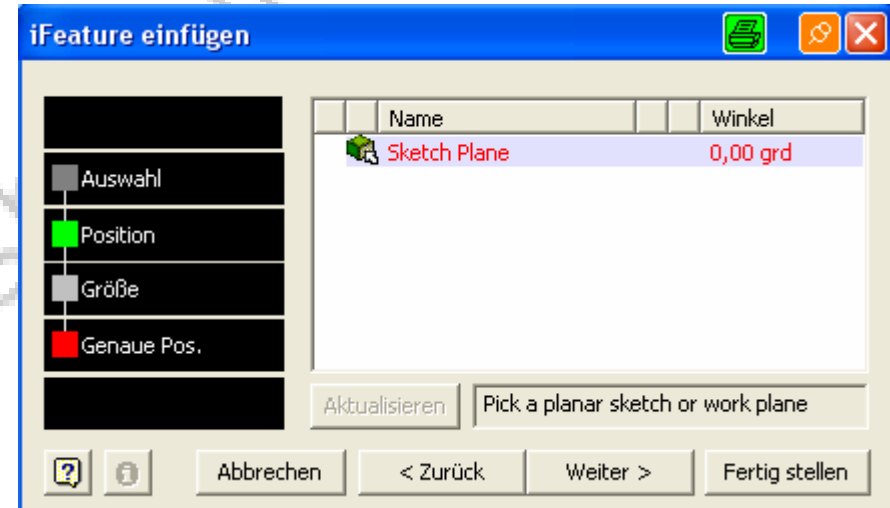 iFeature einfügen
Name Winkel
Sketch Plane 0,00 grd
Auswahl
Position
Größe
Genaue Pos.
Aktualisieren Pick a planar sketch or work plane
Abbrechen < Zurück Weiter > Fertig stellen